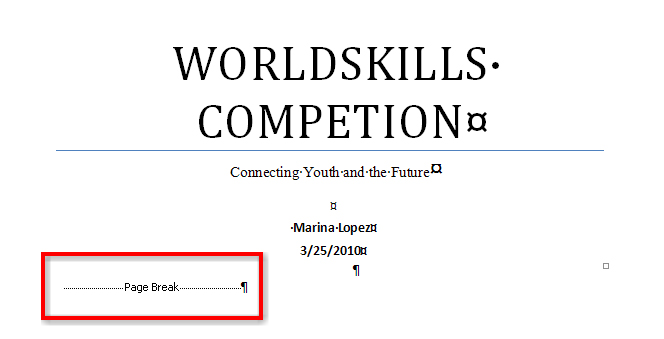 WORLDSKILLS·
COMPETION¤
Connecting·Youth·and·the·Future¤
¤
·Marina·Lopez¤
3/25/2010¤
¶
Page Break¶